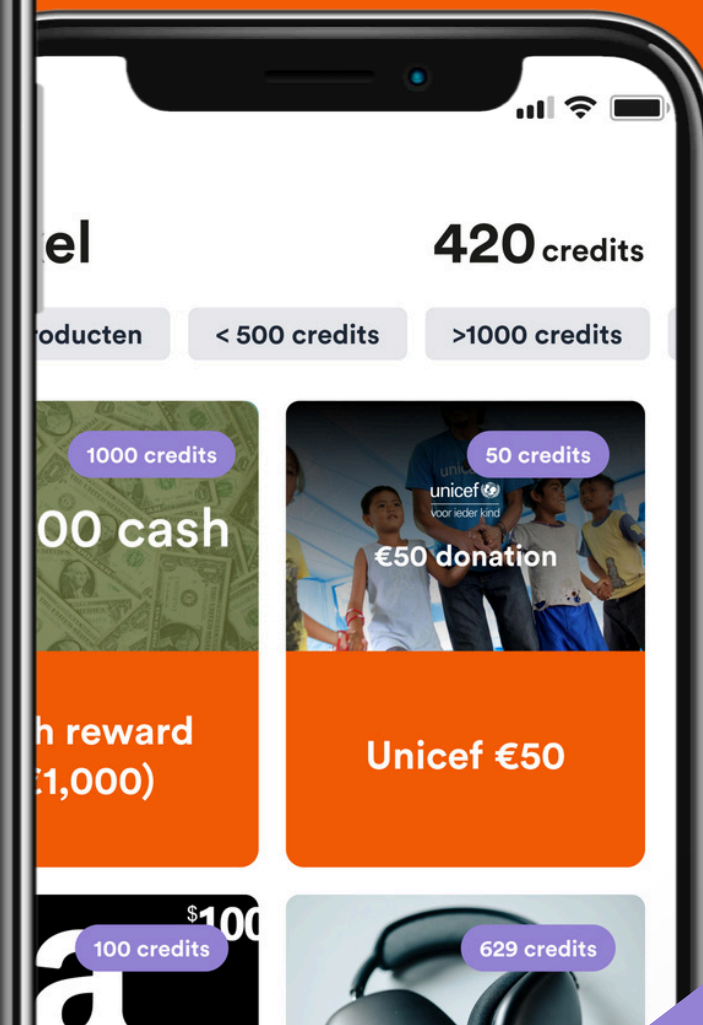 el
420 credits
oducten
< 500 credits
>1000 credits
1000 credits
00 cash
h reward
1,000)
50 credits
unicef
voor ieder kind
€50 donation
Unicef €50
$100
100 credits
a
629 credits